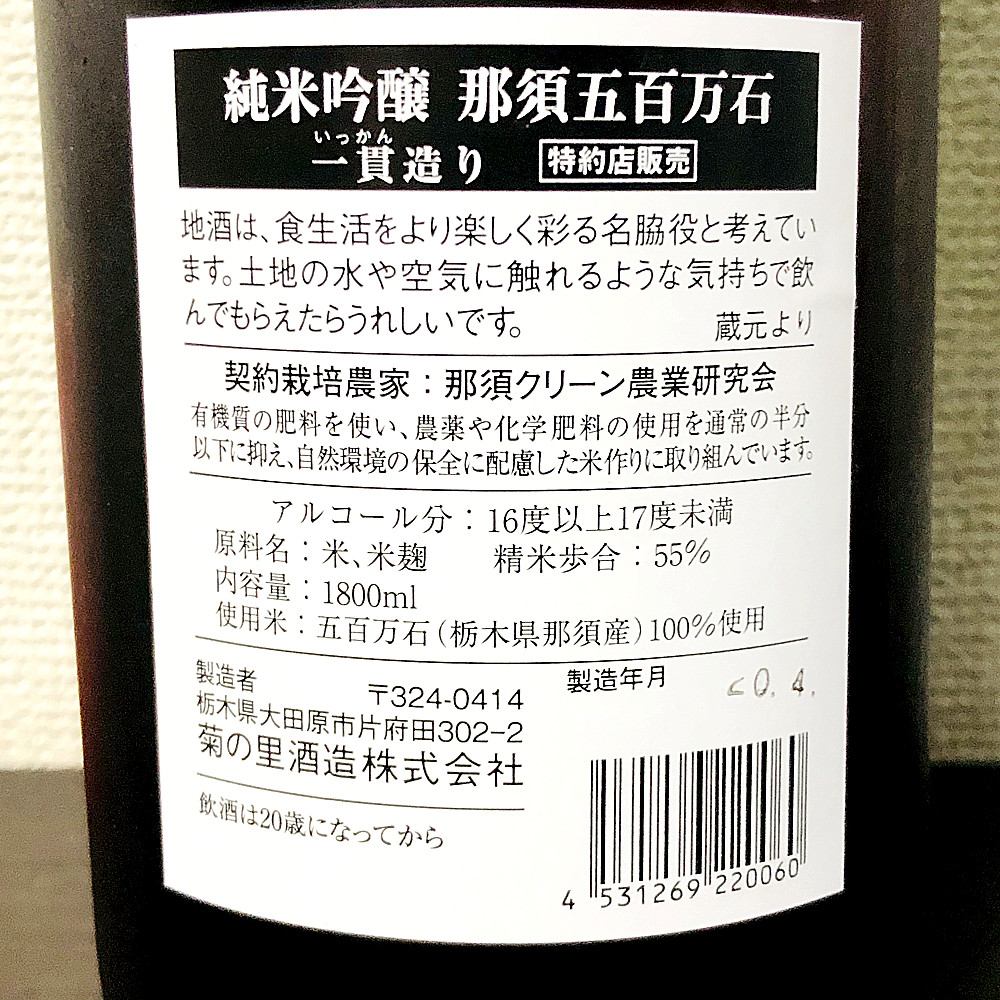 純米吟醸 那須五百万石
いっかん
一貫造り 特約店販売
地酒は、食生活をより楽しく彩る名脇役と考えてい
ます。土地の水や空気に触れるような気持ちで飲
んでもらえたらうれしいです。 蔵元より
契約栽培農家：那須クリーン農業研究会
有機質の肥料を使い、農薬や化学肥料の使用を通常の半分
以下に抑え、自然環境の保全に配慮した米作りに取り組んでいます。
アルコール分：16度以上17度未満
原料名：米、米麹 精米歩合：55%
内容量：1800ml
使用米：五百万石（栃木県那須産）100%使用
製造者 〒324-0414
栃木県大田原市片府田302-2
菊の里酒造株式会社
飲酒は20歳になってから
製造年月 20.4.
4 531269 220060